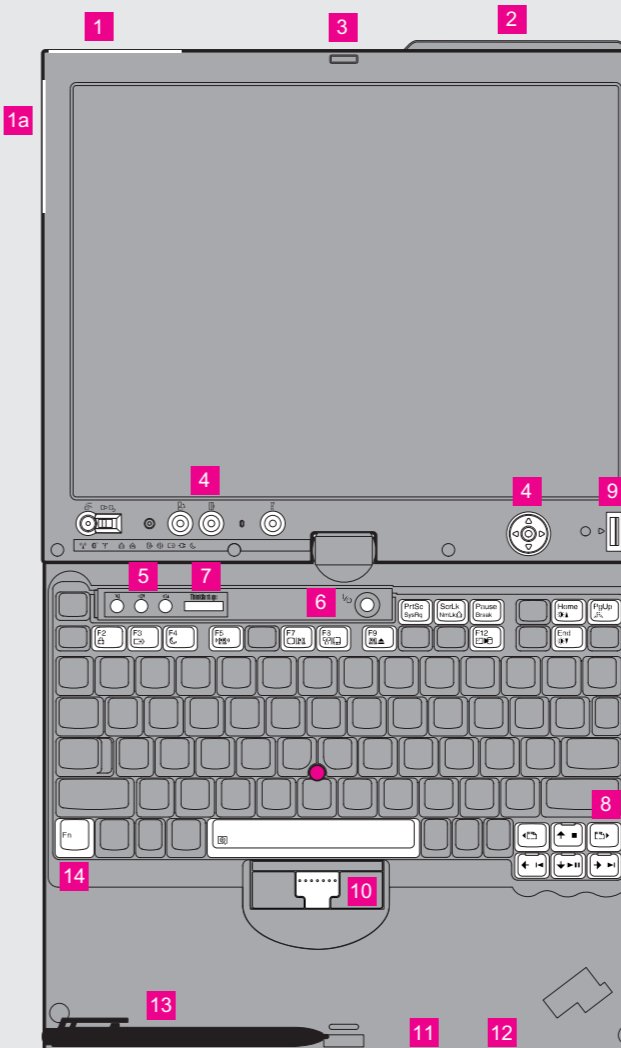 1
2
3
1a
4
4
9
5
7
6
PrtSc
SysRq
ScrLk
NmLk
Pause
Break
Home
PgUp
F2
F3
F4
F5
F7
F8
F9
F12
End
8
Fn
14
10
13
11
12